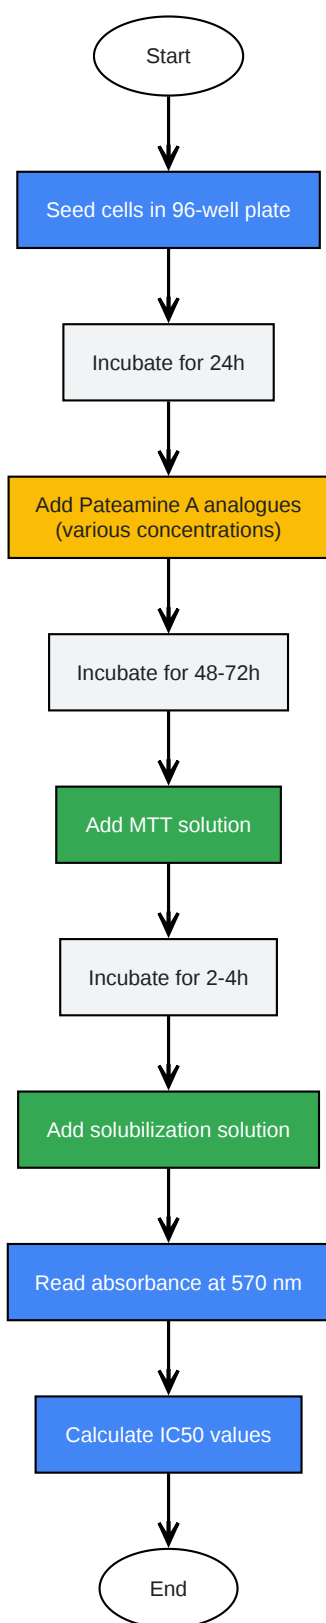 Start
Seed cells in 96-well plate
Incubate for 24h
Add Pateamine A analogues
(various concentrations)
Incubate for 48-72h
Add MTT solution
Incubate for 2-4h
Add solubilization solution
Read absorbance at 570 nm
Calculate IC50 values
End